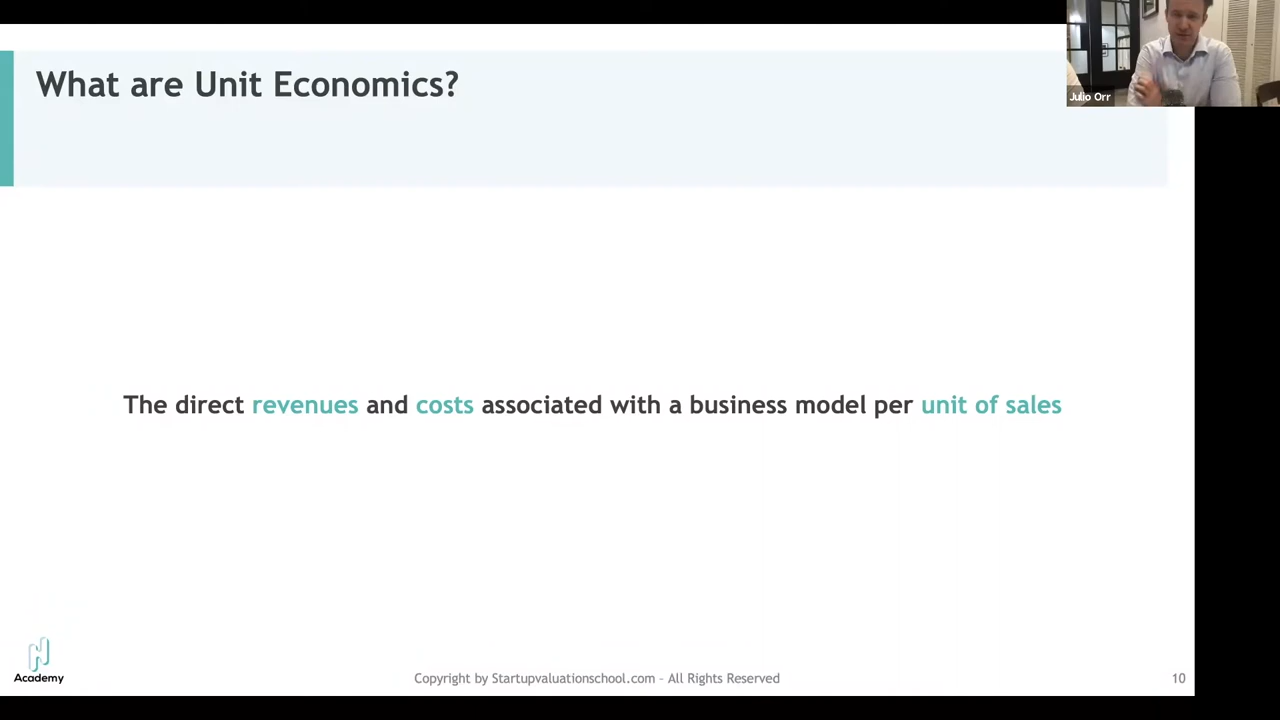 What are Unit Economics?
Julio Orr
The direct revenues and costs associated with a business model per unit of sales
Academy
Copyright by Startupvaluationschool.com – All Rights Reserved
10